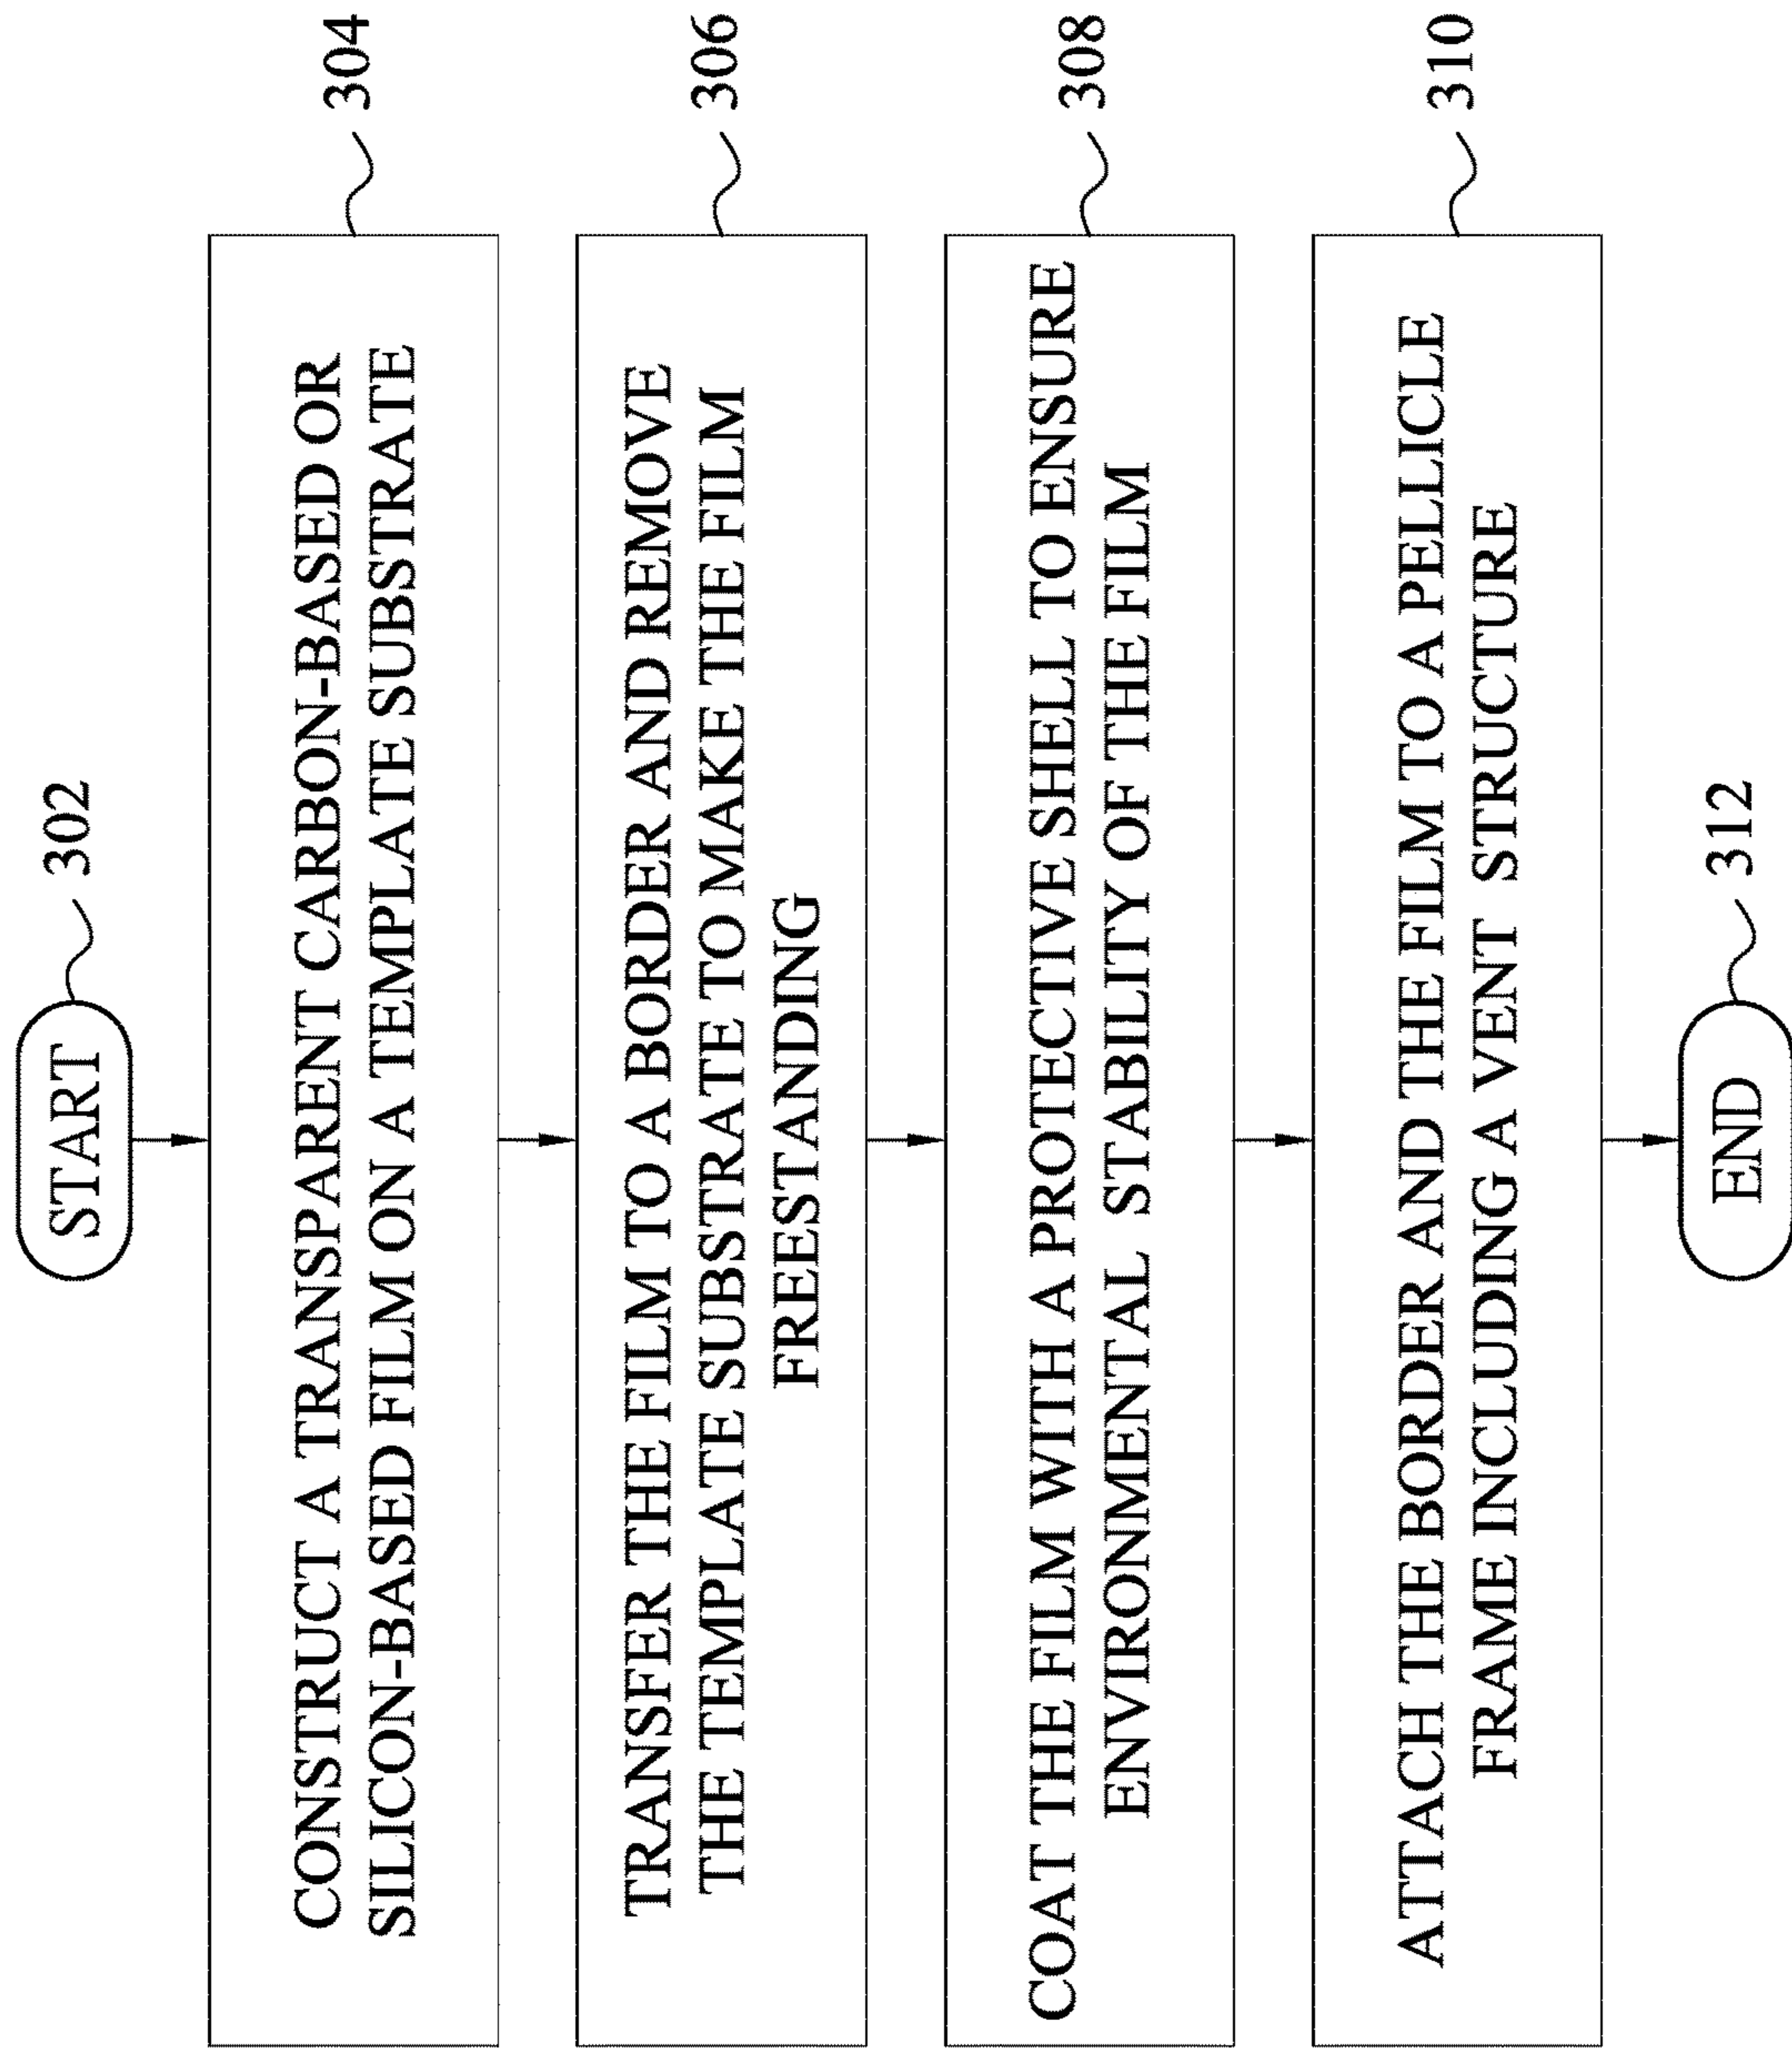 START
302
CONSTRUCT A TRANSPARENT CARBON-BASED OR
SILICON-BASED FILM ON A TEMPLATE SUBSTRATE
304
TRANSFER THE FILM TO A BORDER AND REMOVE
THE TEMPLATE SUBSTRATE TO MAKE THE FILM
FREESTANDING
306
COAT THE FILM WITH A PROTECTIVE SHELL TO ENSURE
ENVIRONMENTAL STABILITY OF THE FILM
308
ATTACH THE BORDER AND THE FILM TO A PELLICLE
FRAME INCLUDING A VENT STRUCTURE
310
END
312